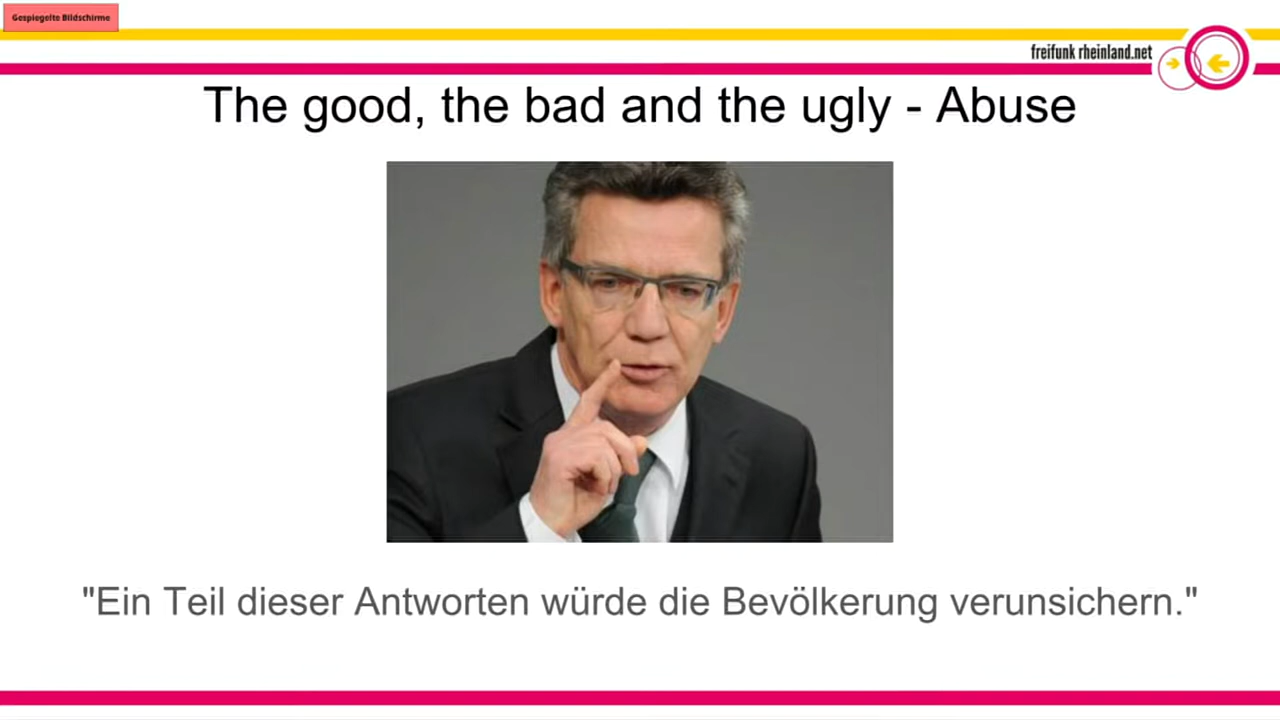 Gespiegelte Bildschirme
freifunk rheinland.net
The good, the bad and the ugly - Abuse
"Ein Teil dieser Antworten würde die Bevölkerung verunsichern."